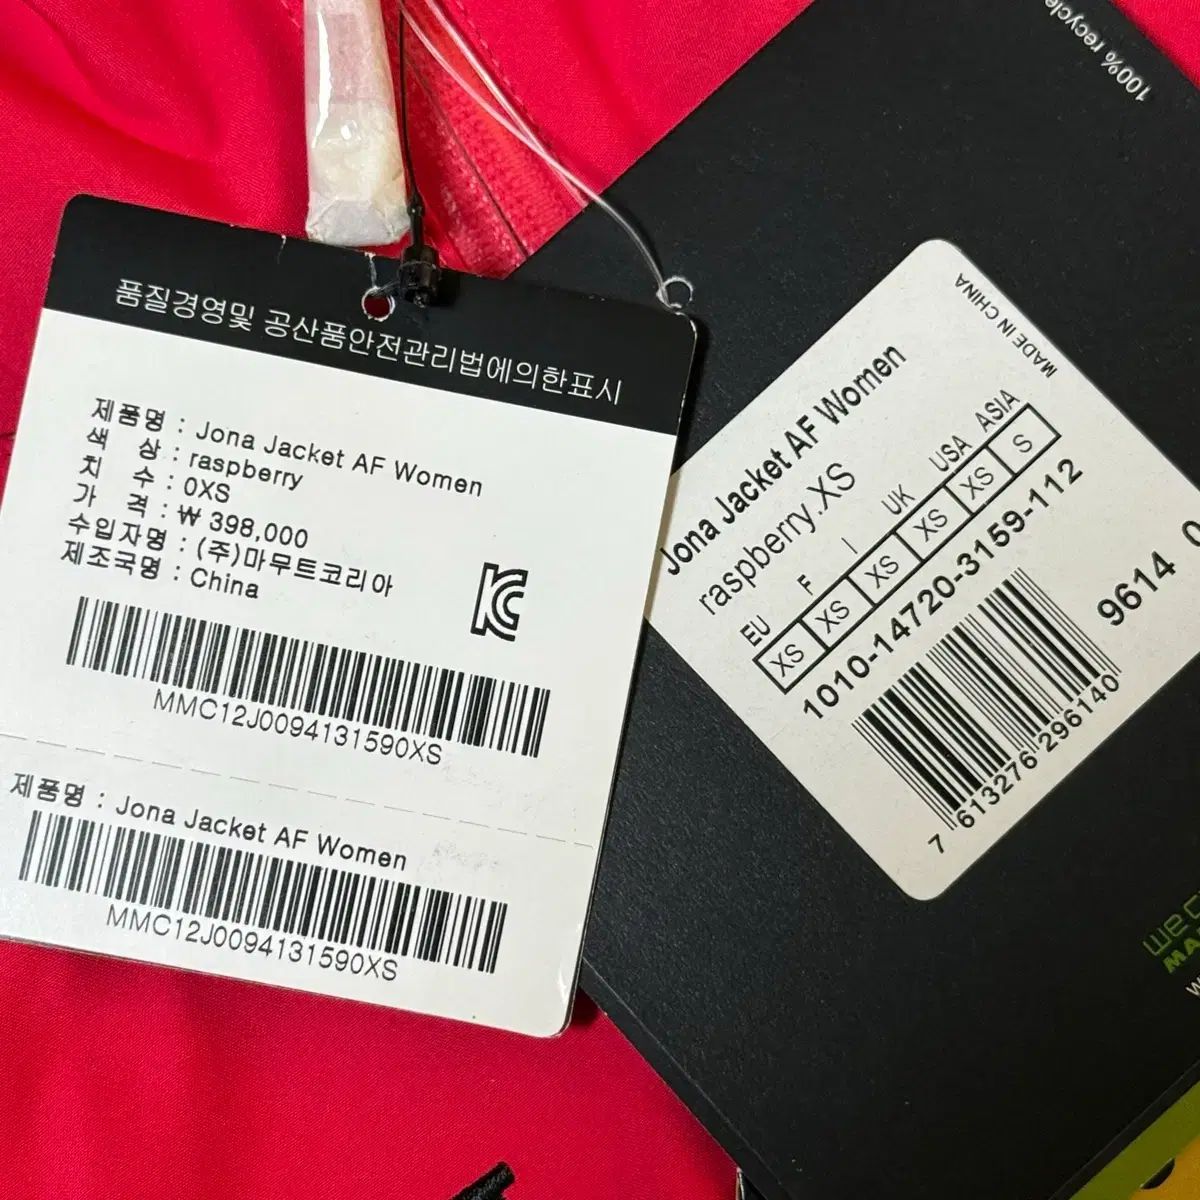 품질경영및 공산품안전관리법에의한표시
제품명 : Jona Jacket AF Women
색 상 : raspberry
치 수 : 0XS
가 격 : ₩ 398,000
수입자명 : (주)마무트코리아
제조국명 : China
MMC12J0094131590XS
제품명 : Jona Jacket AF Women
MMC12J0094131590XS
100% recycle
MADE IN CHINA
Jona Jacket AF Women
raspberry.XS
EU F I UK USA ASIA
XS XS XS XS XS S
1010-14720-3159-112
9614 0
7 613276 296140
we